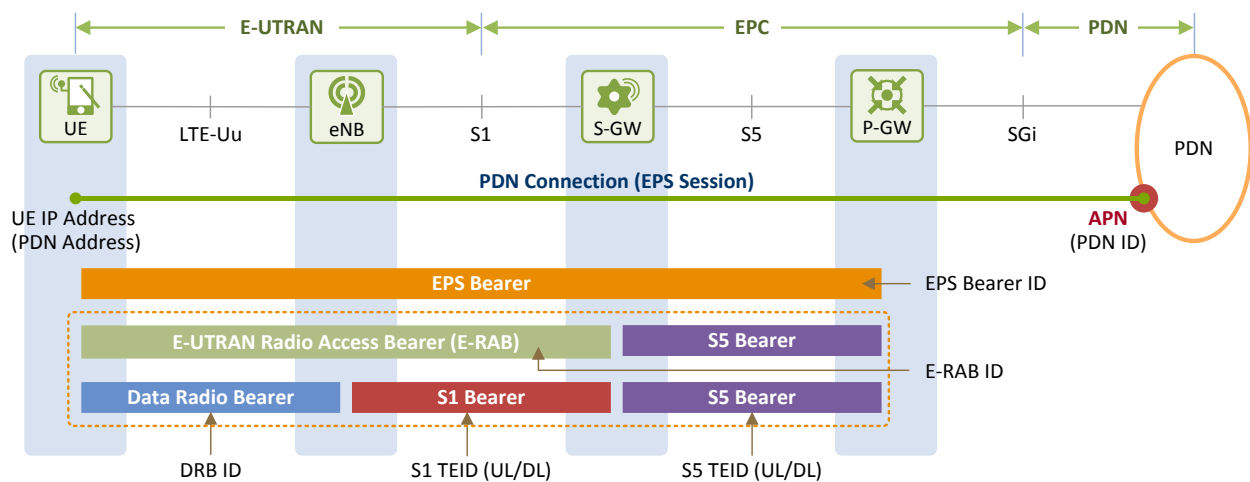 E-UTRAN
EPC
PDN
UE
LTE-Uu
eNB
S1
S-GW
S5
P-GW
SGi
PDN
PDN Connection (EPS Session)
UE IP Address
(PDN Address)
APN
(PDN ID)
EPS Bearer
EPS Bearer ID
E-UTRAN Radio Access Bearer (E-RAB)
S5 Bearer
E-RAB ID
Data Radio Bearer
S1 Bearer
S5 Bearer
DRB ID
S1 TEID (UL/DL)
S5 TEID (UL/DL)